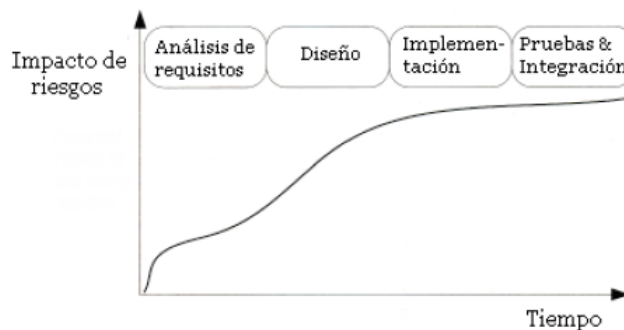 Impacto de
riesgos
Análisis de
requisitos
Diseño
Implemen-
tación
Pruebas &
Integración
Tiempo